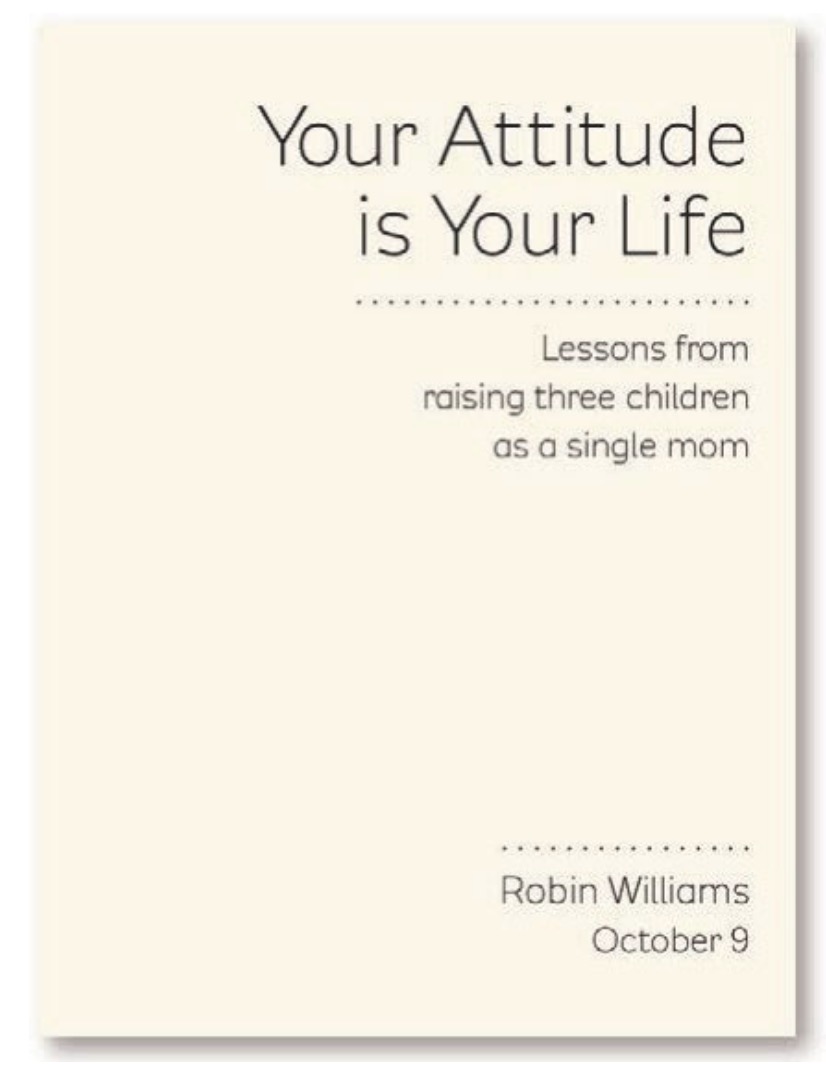 Your Attitude
is Your Life
Lessons from
raising three children
as a single mom
Robin Williams
October 9